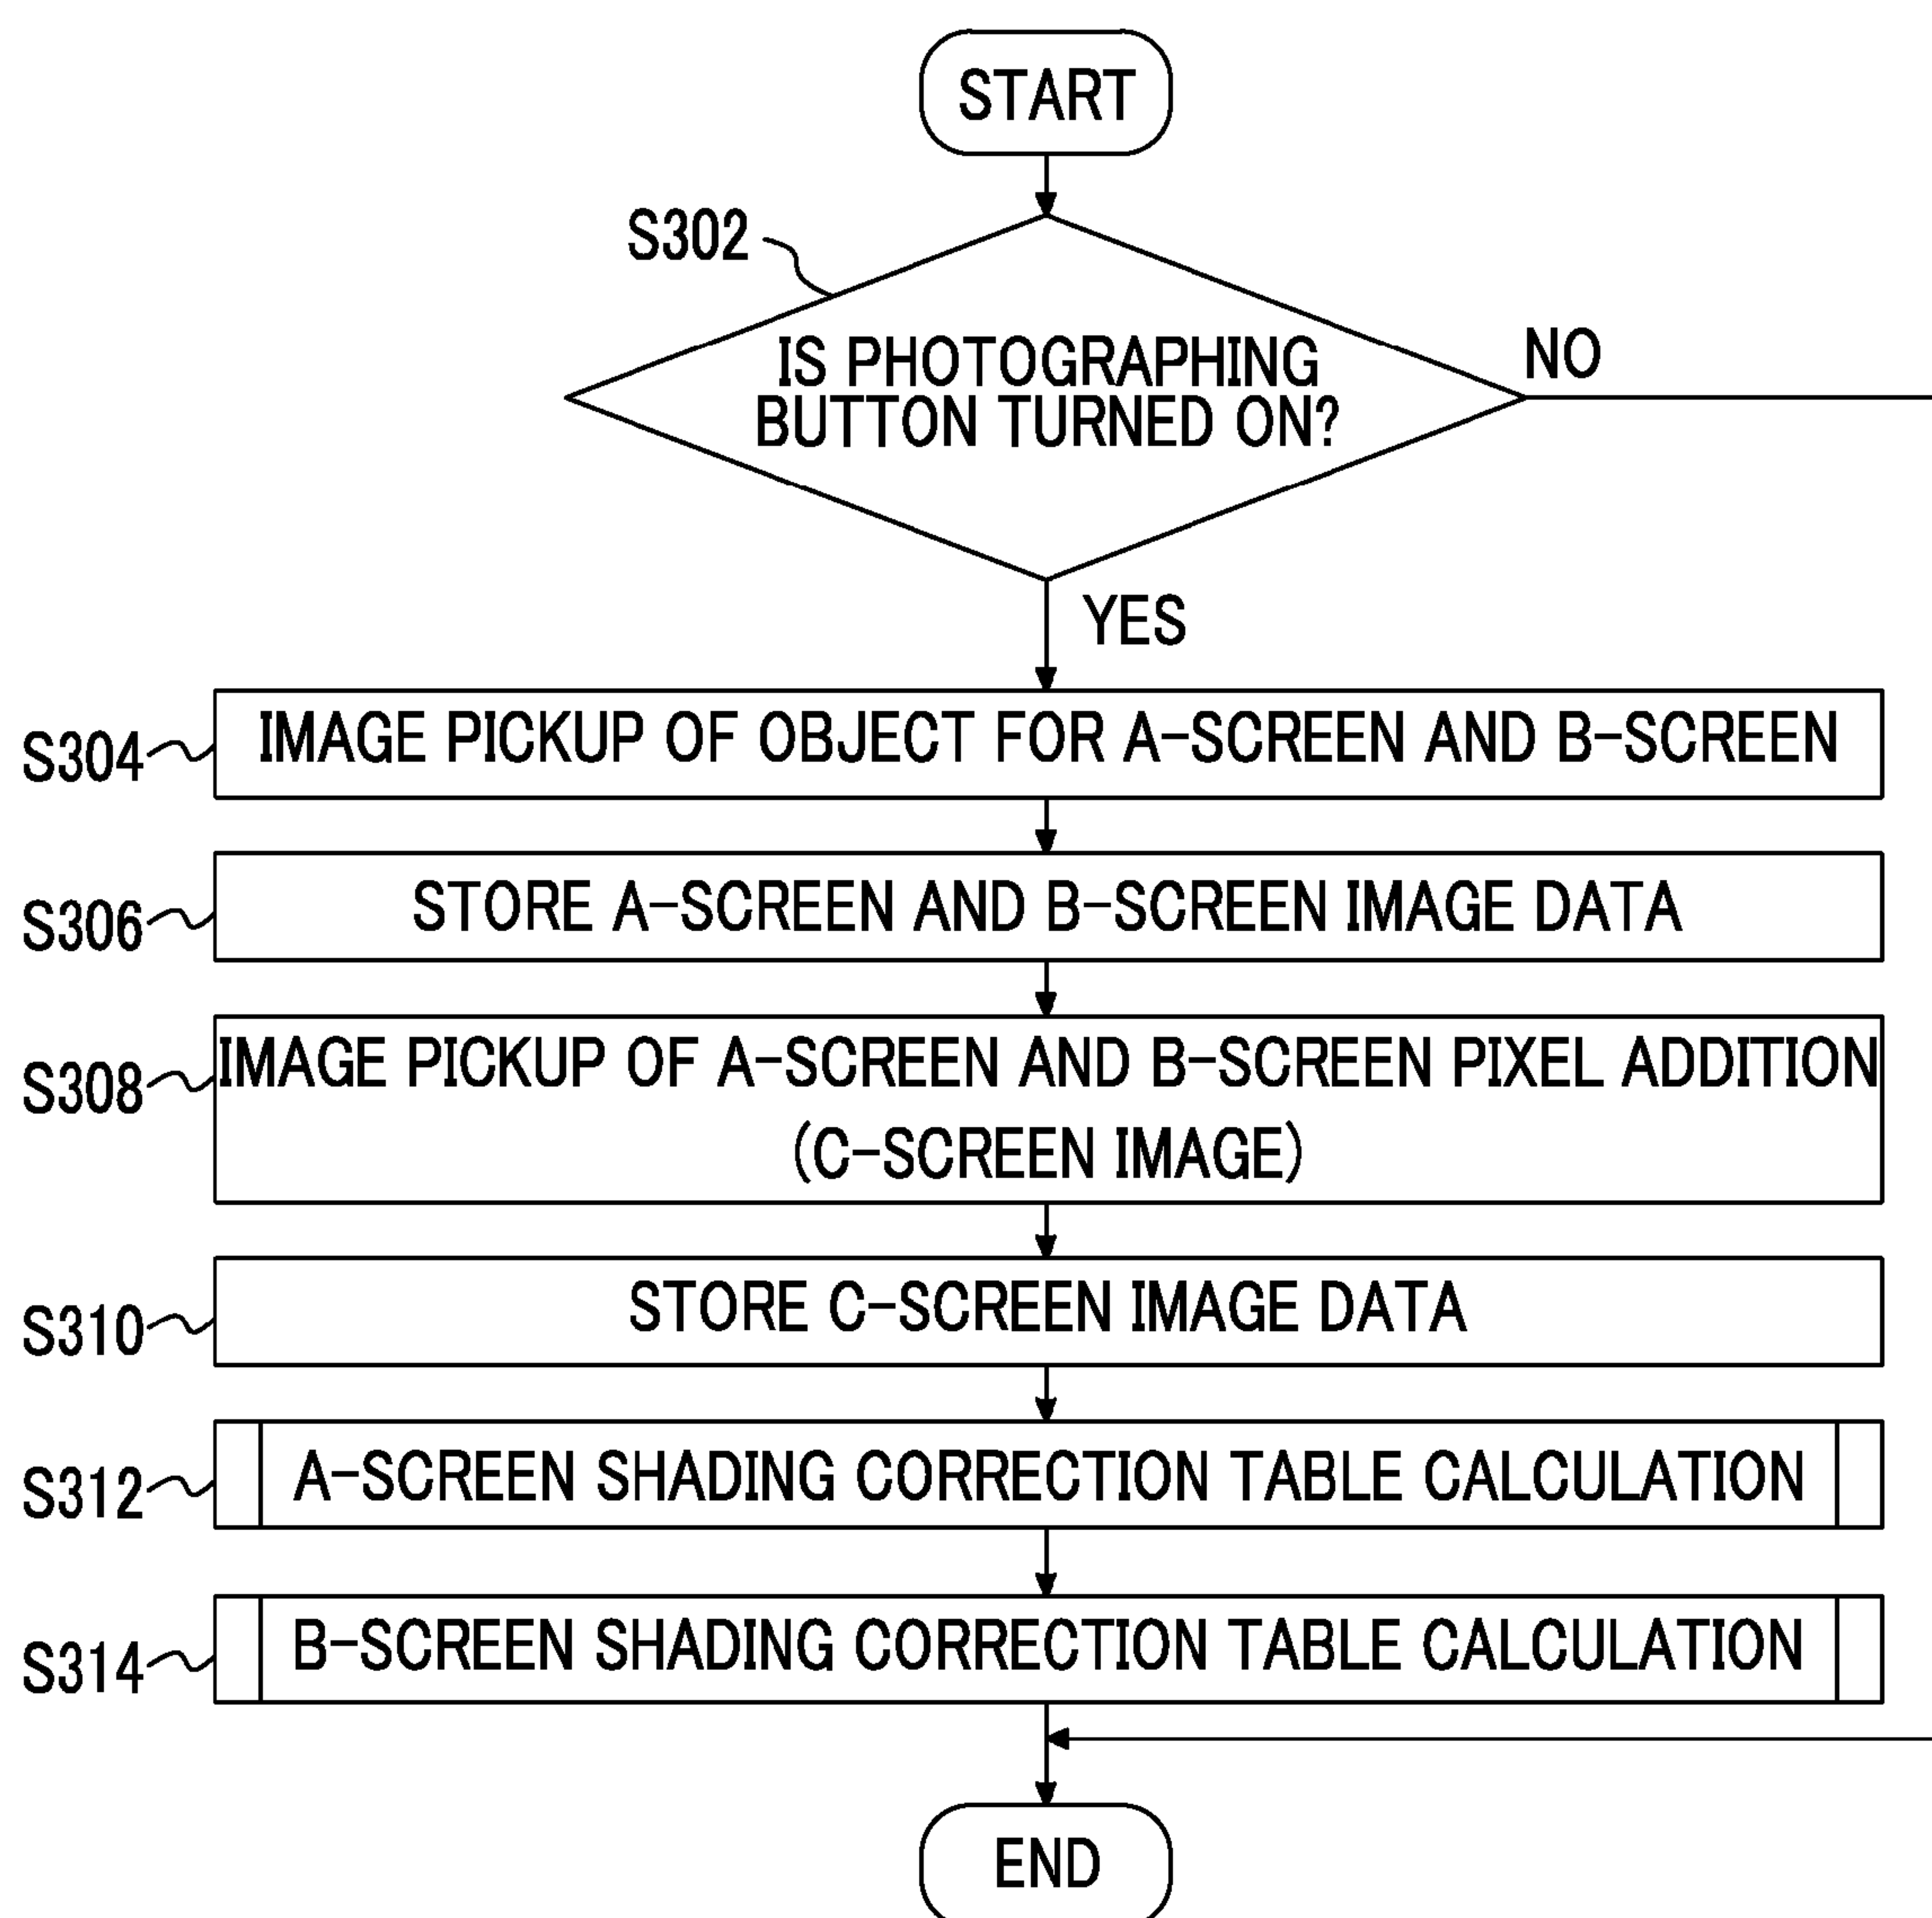 START
S302
IS PHOTOGRAPHING
BUTTON TURNED ON?
NO
YES
S304
IMAGE PICKUP OF OBJECT FOR A-SCREEN AND B-SCREEN
S306
STORE A-SCREEN AND B-SCREEN IMAGE DATA
S308
IMAGE PICKUP OF A-SCREEN AND B-SCREEN PIXEL ADDITION
(C-SCREEN IMAGE)
S310
STORE C-SCREEN IMAGE DATA
S312
A-SCREEN SHADING CORRECTION TABLE CALCULATION
S314
B-SCREEN SHADING CORRECTION TABLE CALCULATION
END